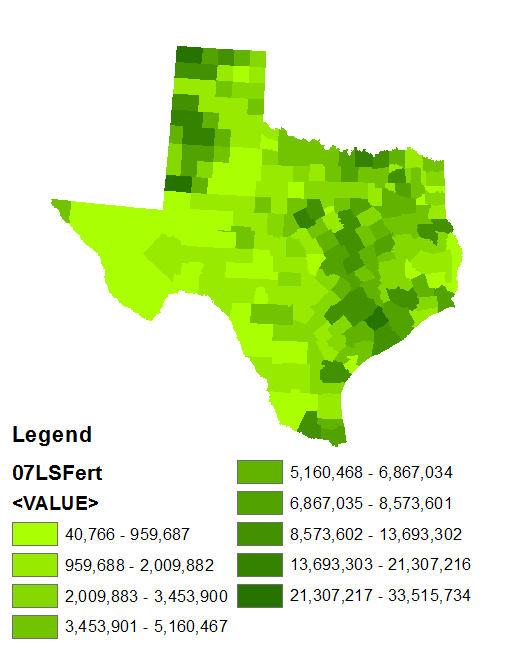 Legend
07LSFert
<VALUE>
40,766 - 959,687
959,688 - 2,009,882
2,009,883 - 3,453,900
3,453,901 - 5,160,467
5,160,468 - 6,867,034
6,867,035 - 8,573,601
8,573,602 - 13,693,302
13,693,303 - 21,307,216
21,307,217 - 33,515,734